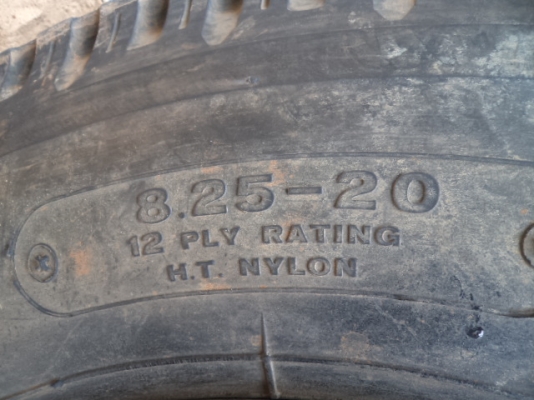 8.25-20
12 PLY RATING
H.T. NYLON